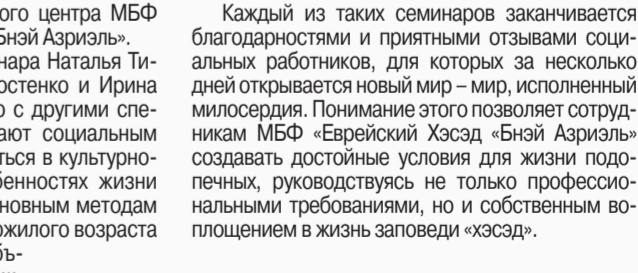 ого центра МБФ
Бнэй Азриэль».
нара Наталья Ти-
остенко и Ирина
о с другими спе-
ают социальным
ться в культурно-
бенностях жизни
новным методам
ожилого возраста
бъ-
Каждый из таких семинаров заканчивается
благодарностями и приятными отзывами соци-
альных работников, для которых за несколько
дней открывается новый мир – мир, исполненный
милосердия. Понимание этого позволяет сотруд-
никам МБФ «Еврейский Хэсэд «Бнэй Азриэль»
создавать достойные условия для жизни подо-
печных, руководствуясь не только профессио-
нальными требованиями, но и собственным во-
площением в жизнь заповеди «хэсэд».